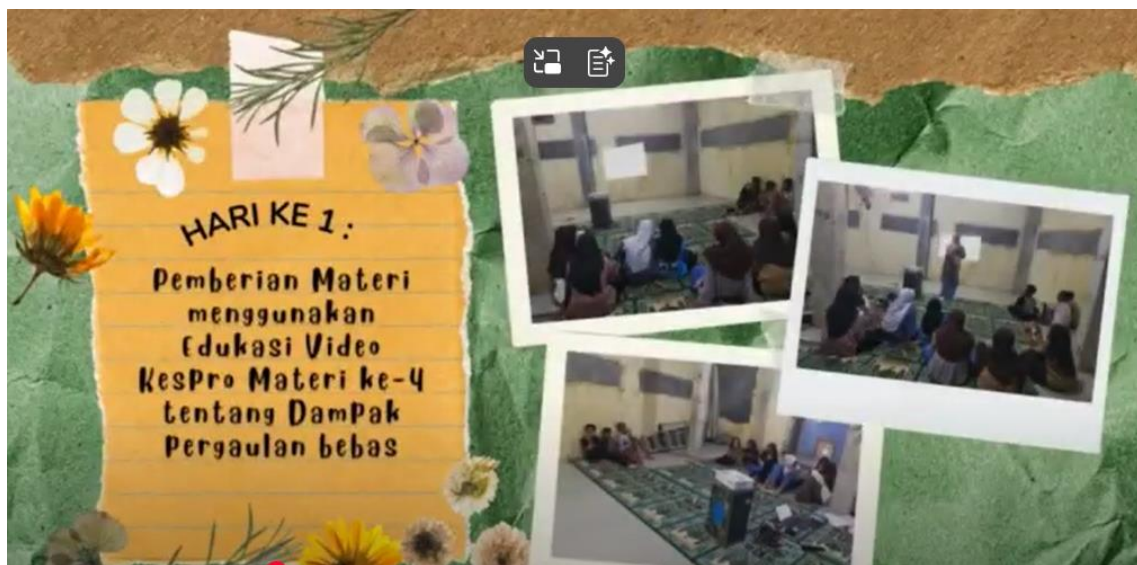 HARI KE 1 :
Pemberian Materi
menggunakan
Edukasi Video
KesPro Materi ke-4
tentang Dampak
Pergaulan bebas